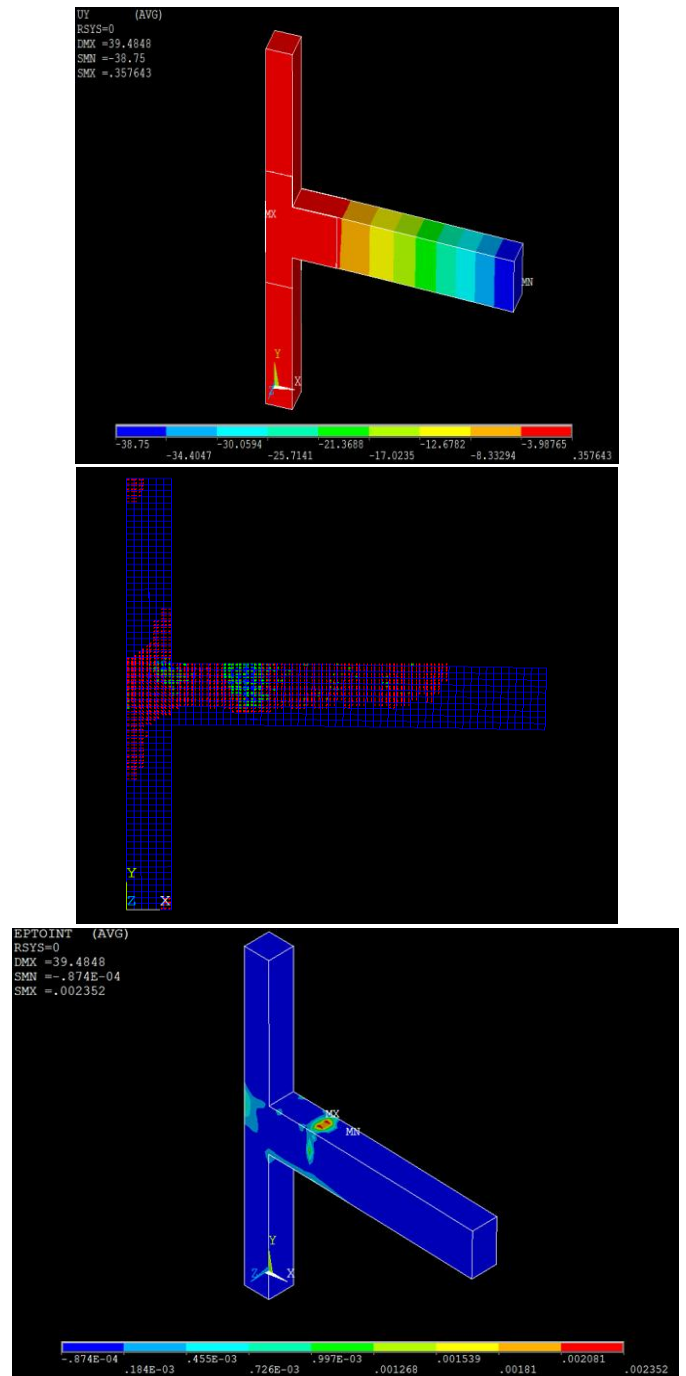 UY (AVG)
RSYS=0
DMX =39.4848
SMN =-38.75
SMX =.357643
MX
MN
Y
Z X
-38.75 -30.0594 -21.3688 -12.6782 -3.98765
-34.4047 -25.7141 -17.0235 -8.33294 .357643
Y
Z X
EPTOINT (AVG)
RSYS=0
DMX =39.4848
SMN =-.874E-04
SMX =.002352
MX
MN
Y
Z X
-.874E-04 .455E-03 .997E-03 .001539 .002081
.184E-03 .726E-03 .001268 .00181 .002352